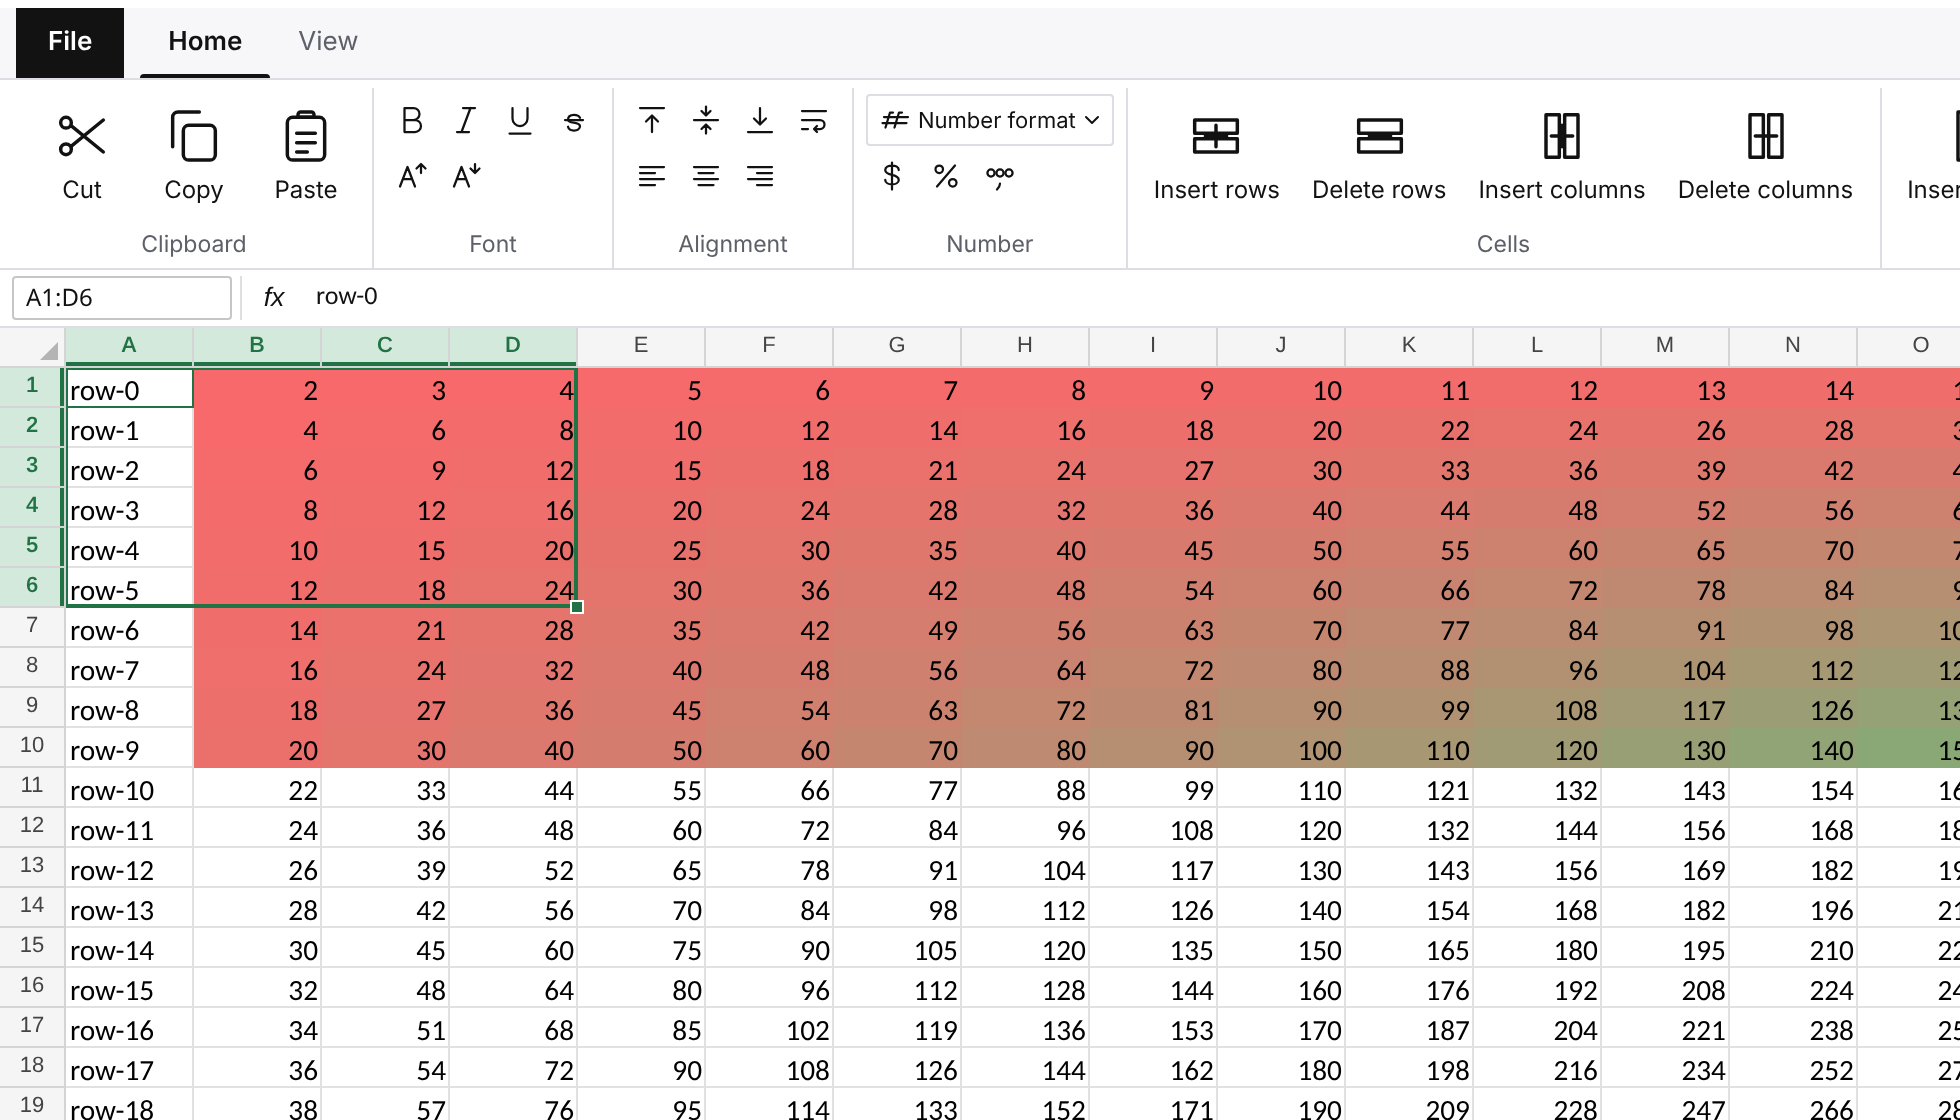 File Home View
B I U S Number format
Cut Copy Paste A A $ % Insert rows Delete rows Insert columns Delete columns
Clipboard Font Alignment Number Cells
A1:D6 fx row-0
A B C D E F G H I J K L M N O
1 row-0 2 3 4 5 6 7 8 9 10 11 12 13 14
2 row-1 4 6 8 10 12 14 16 18 20 22 24 26 28
3 row-2 6 9 12 15 18 21 24 27 30 33 36 39 42
4 row-3 8 12 16 20 24 28 32 36 40 44 48 52 56
5 row-4 10 15 20 25 30 35 40 45 50 55 60 65 70
6 row-5 12 18 24 30 36 42 48 54 60 66 72 78 84
7 row-6 14 21 28 35 42 49 56 63 70 77 84 91 98
8 row-7 16 24 32 40 48 56 64 72 80 88 96 104 112
9 row-8 18 27 36 45 54 63 72 81 90 99 108 117 126
10 row-9 20 30 40 50 60 70 80 90 100 110 120 130 140
11 row-10 22 33 44 55 66 77 88 99 110 121 132 143 154
12 row-11 24 36 48 60 72 84 96 108 120 132 144 156 168
13 row-12 26 39 52 65 78 91 104 117 130 143 156 169 182
14 row-13 28 42 56 70 84 98 112 126 140 154 168 182 196
15 row-14 30 45 60 75 90 105 120 135 150 165 180 195 210
16 row-15 32 48 64 80 96 112 128 144 160 176 192 208 224
17 row-16 34 51 68 85 102 119 136 153 170 187 204 221 238
18 row-17 36 54 72 90 108 126 144 162 180 198 216 234 252
19 row-18 38 57 76 95 114 133 152 171 190 209 228 247 266